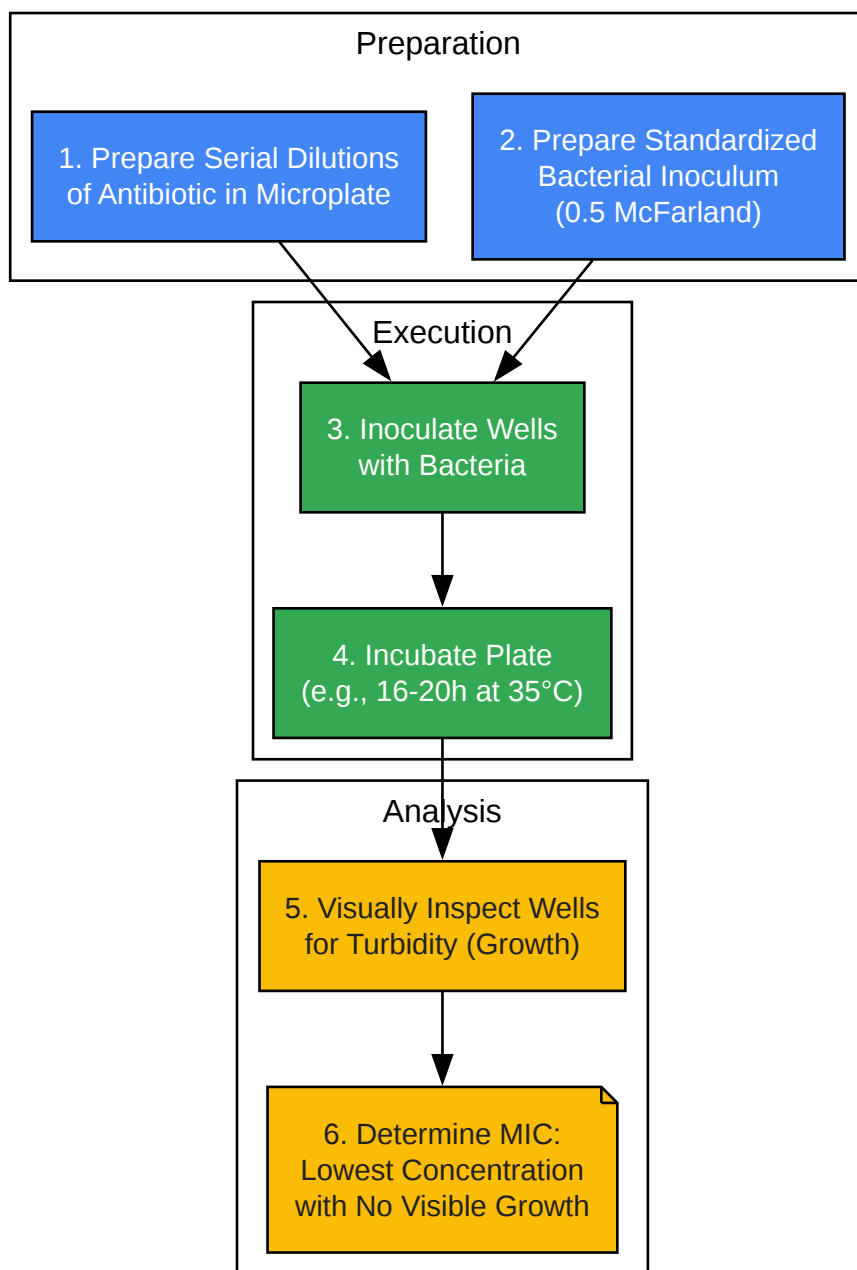 Preparation
1. Prepare Serial Dilutions
of Antibiotic in Microplate
2. Prepare Standardized
Bacterial Inoculum
(0.5 McFarland)
Execution
3. Inoculate Wells
with Bacteria
4. Incubate Plate
(e.g., 16-20h at 35°C)
Analysis
5. Visually Inspect Wells
for Turbidity (Growth)
6. Determine MIC:
Lowest Concentration
with No Visible Growth